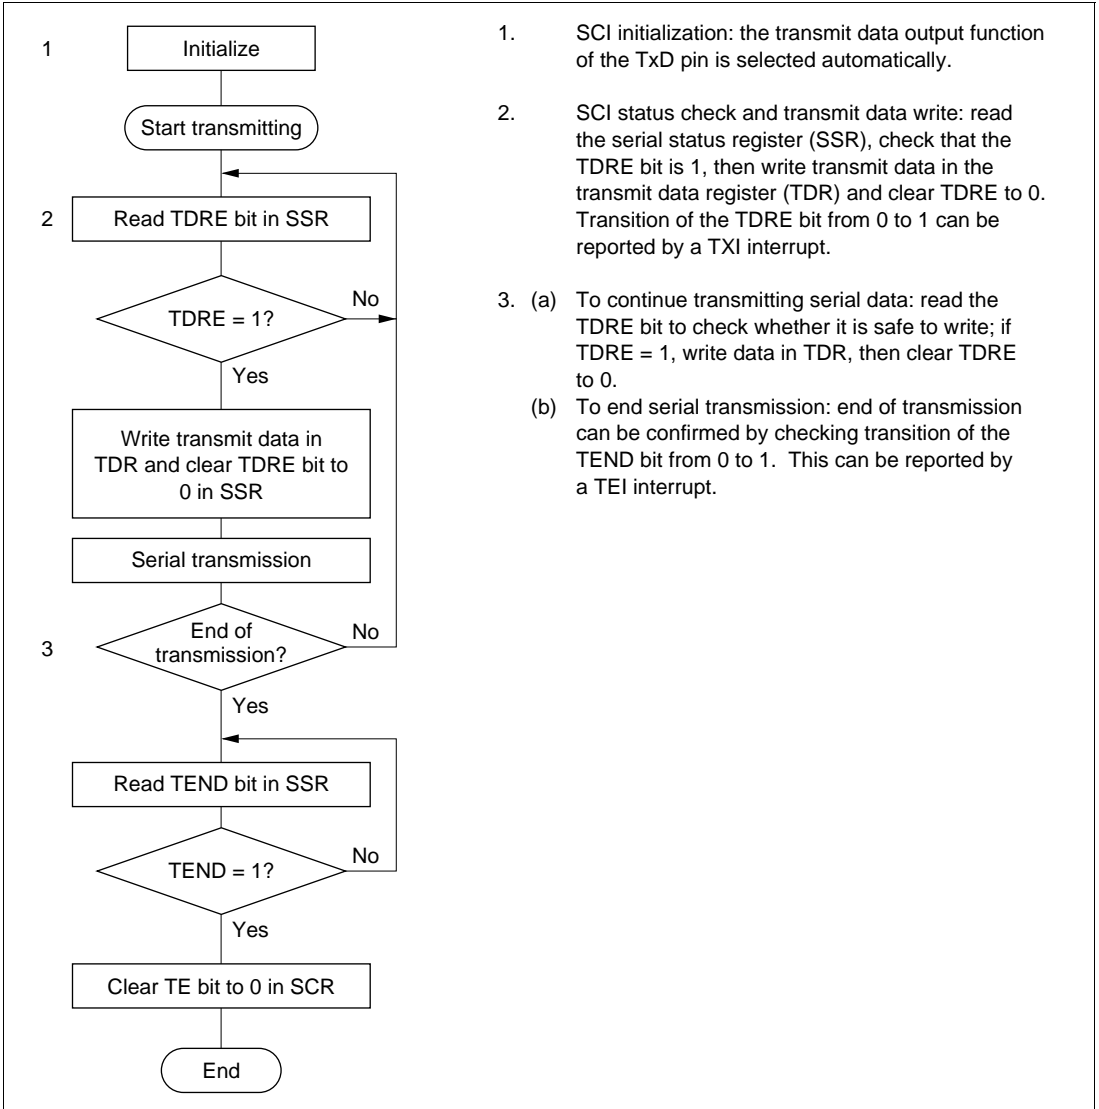 1
Initialize
Start transmitting
2
Read TDRE bit in SSR
TDRE = 1?
No
Yes
Write transmit data in
TDR and clear TDRE bit to
0 in SSR
Serial transmission
3
End of
transmission?
No
Yes
Read TEND bit in SSR
TEND = 1?
No
Yes
Clear TE bit to 0 in SCR
End
1. SCI initialization: the transmit data output function
of the TxD pin is selected automatically.
2. SCI status check and transmit data write: read
the serial status register (SSR), check that the
TDRE bit is 1, then write transmit data in the
transmit data register (TDR) and clear TDRE to 0.
Transition of the TDRE bit from 0 to 1 can be
reported by a TXI interrupt.
3. (a) To continue transmitting serial data: read the
TDRE bit to check whether it is safe to write; if
TDRE = 1, write data in TDR, then clear TDRE
to 0.
(b) To end serial transmission: end of transmission
can be confirmed by checking transition of the
TEND bit from 0 to 1. This can be reported by
a TEI interrupt.